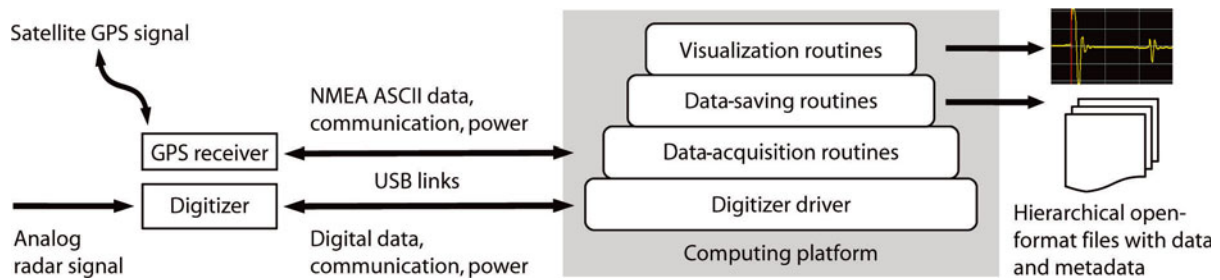 Satellite GPS signal
NMEA ASCII data,
communication, power
GPS receiver
USB links
Digitizer
Analog
radar signal
Digital data,
communication, power
Visualization routines
Data-saving routines
Data-acquisition routines
Digitizer driver
Computing platform
Hierarchical open-
format files with data
and metadata